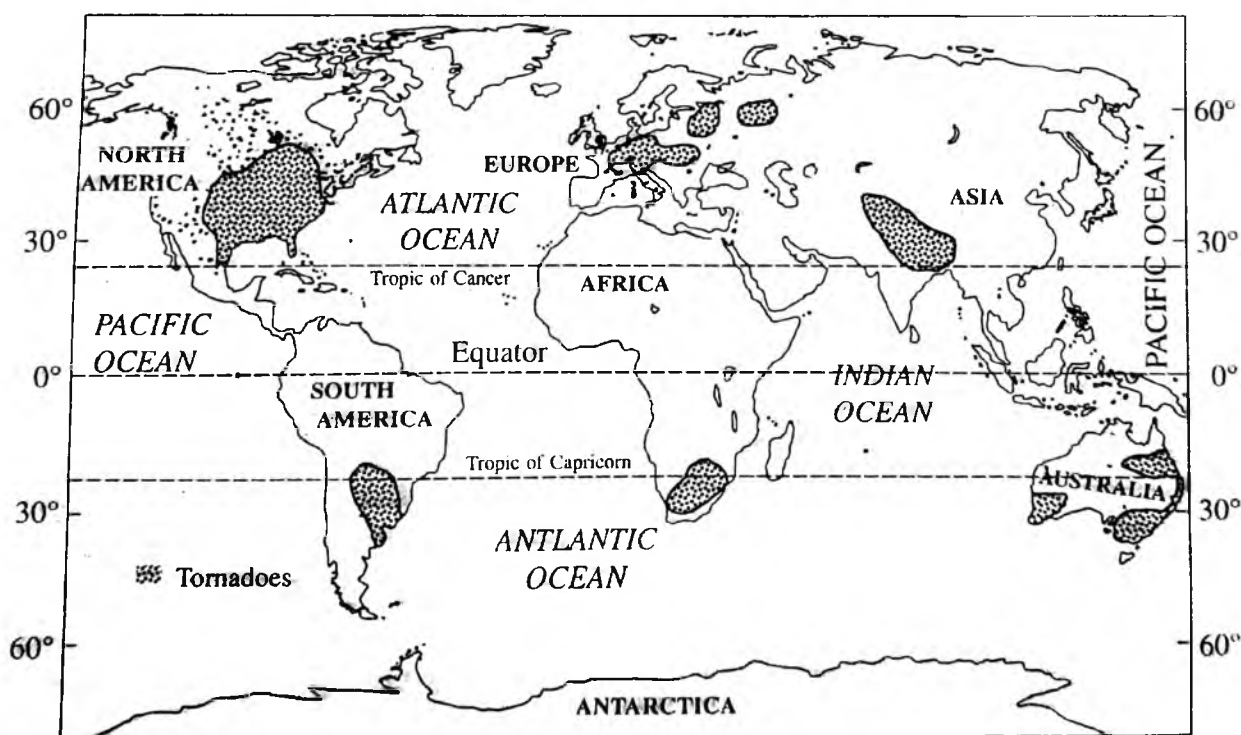 60°
60°
NORTH
AMERICA
EUROPE
ASIA
ATLANTIC
OCEAN
PACIFIC OCEAN
30°
30°
Tropic of Cancer
AFRICA
PACIFIC
OCEAN
Equator
0°
0°
SOUTH
AMERICA
INDIAN
OCEAN
Tropic of Capricorn
AUSTRALIA
30°
30°
ANTLANTIC
OCEAN
Tornadoes
60°
60°
ANTARCTICA